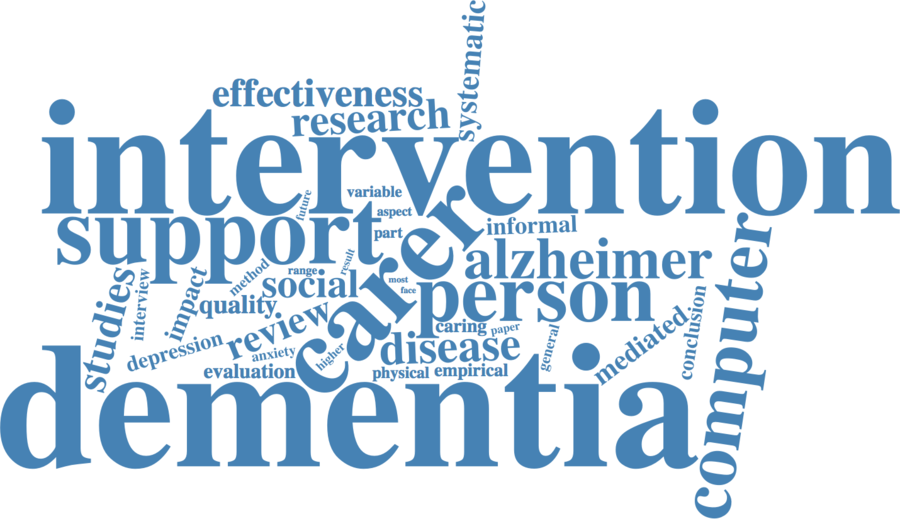 systematic
effectiveness
research
intervention
future
variable
aspect
support
part
informal
carer
computer
alzheimer
method
range
result
social
most
face
person
studies
interview
impact
quality
review
caring
paper
general
mediated
conclusion
depression
anxiety
higher
disease
evaluation
physical
empirical
dementia